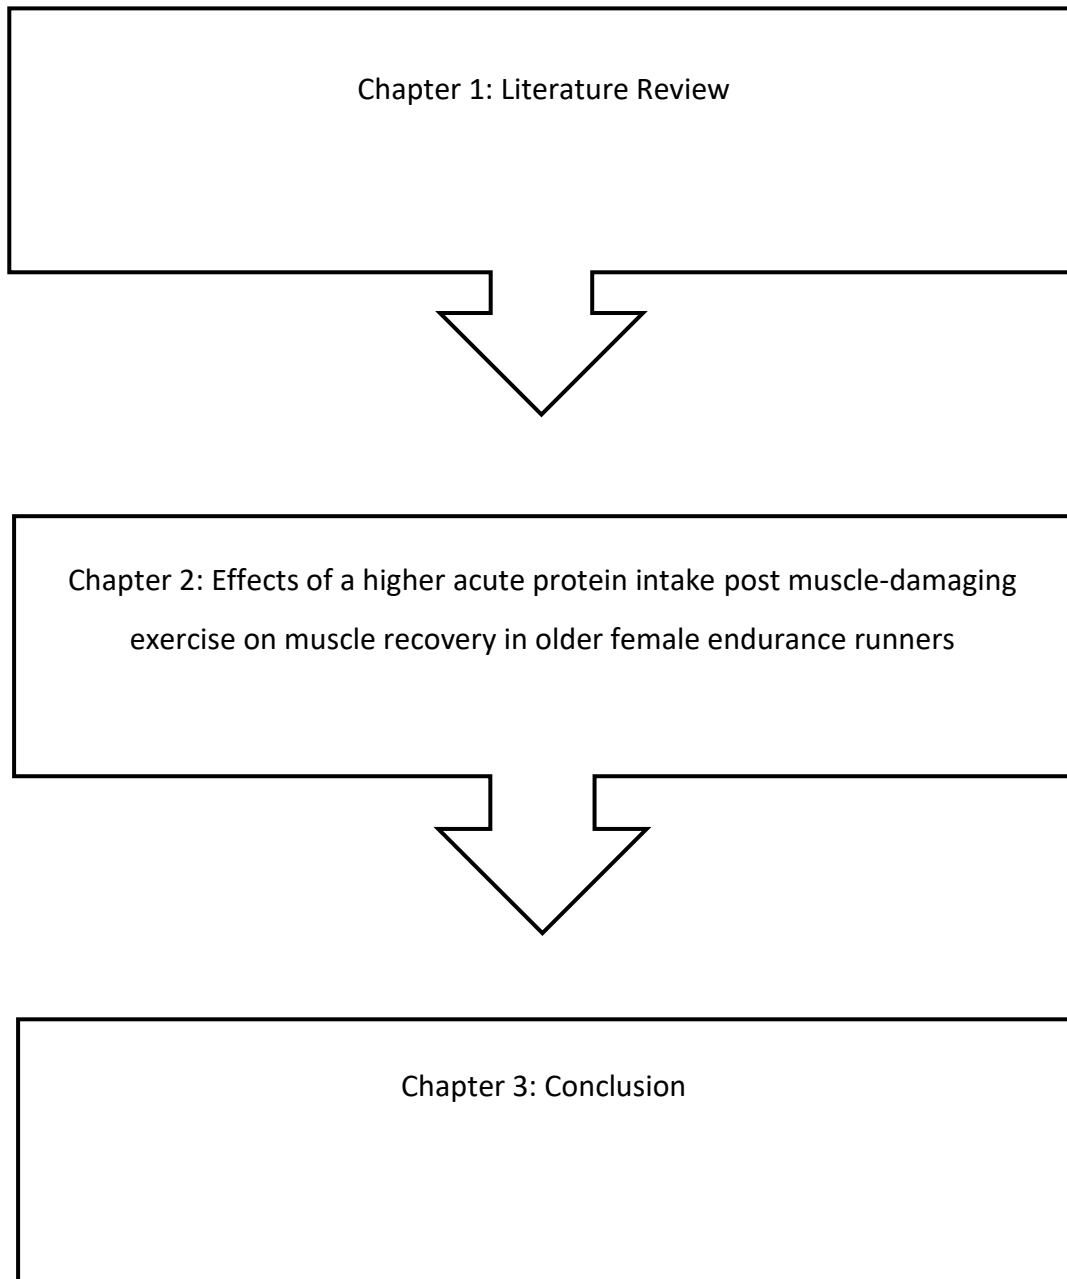 Chapter 1: Literature Review
Chapter 2: Effects of a higher acute protein intake post muscle-damaging
exercise on muscle recovery in older female endurance runners
Chapter 3: Conclusion